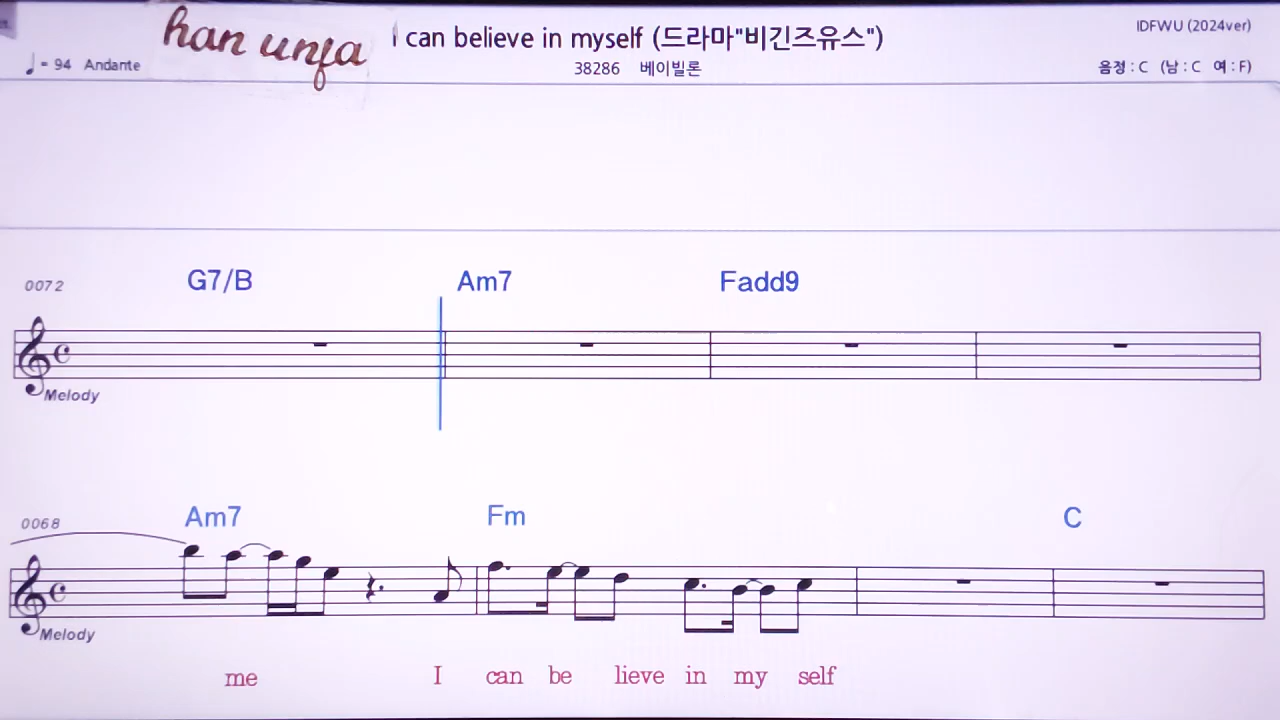 han unfa
i can believe in myself (드라마"비긴즈유스")
IDFWU (2024ver)
♩ = 94 Andante
38286 베이빌론
음정 : C (남 : C 여 : F)
0072 G7/B Am7 Fadd9
Melody
0068 Am7 Fm C
Melody
me I can be lieve in my self